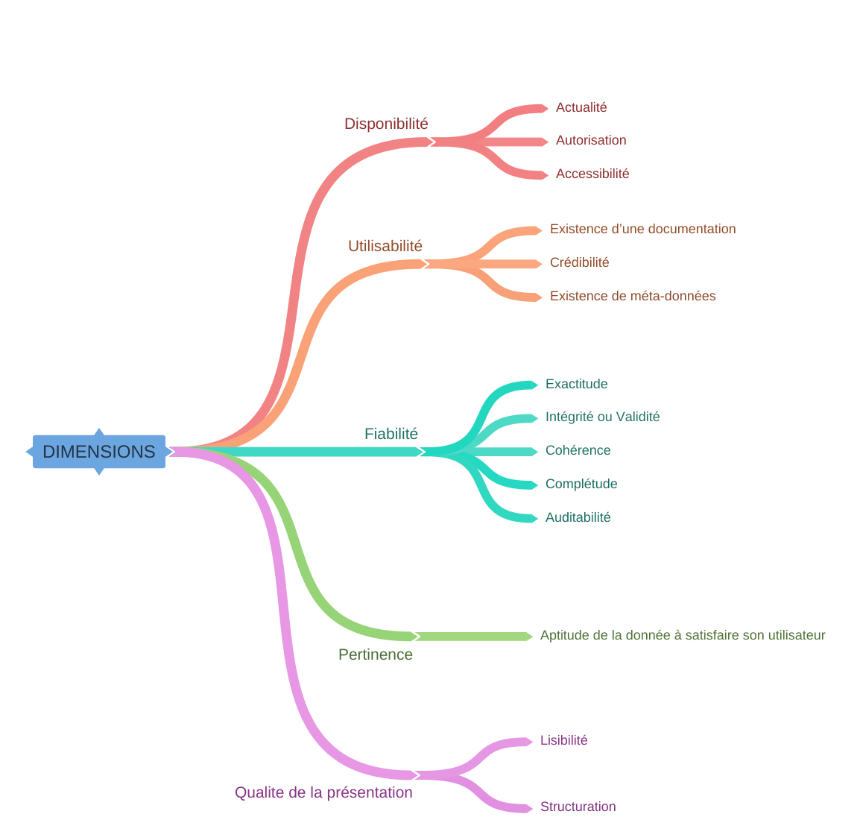 DIMENSIONS
Disponibilité
Actualité
Autorisation
Accessibilité
Utilisabilité
Existence d'une documentation
Crédibilité
Existence de méta-données
Fiabilité
Exactitude
Intégrité ou Validité
Cohérence
Complétude
Auditabilité
Pertinence
Aptitude de la donnée à satisfaire son utilisateur
Qualite de la présentation
Lisibilité
Structuration